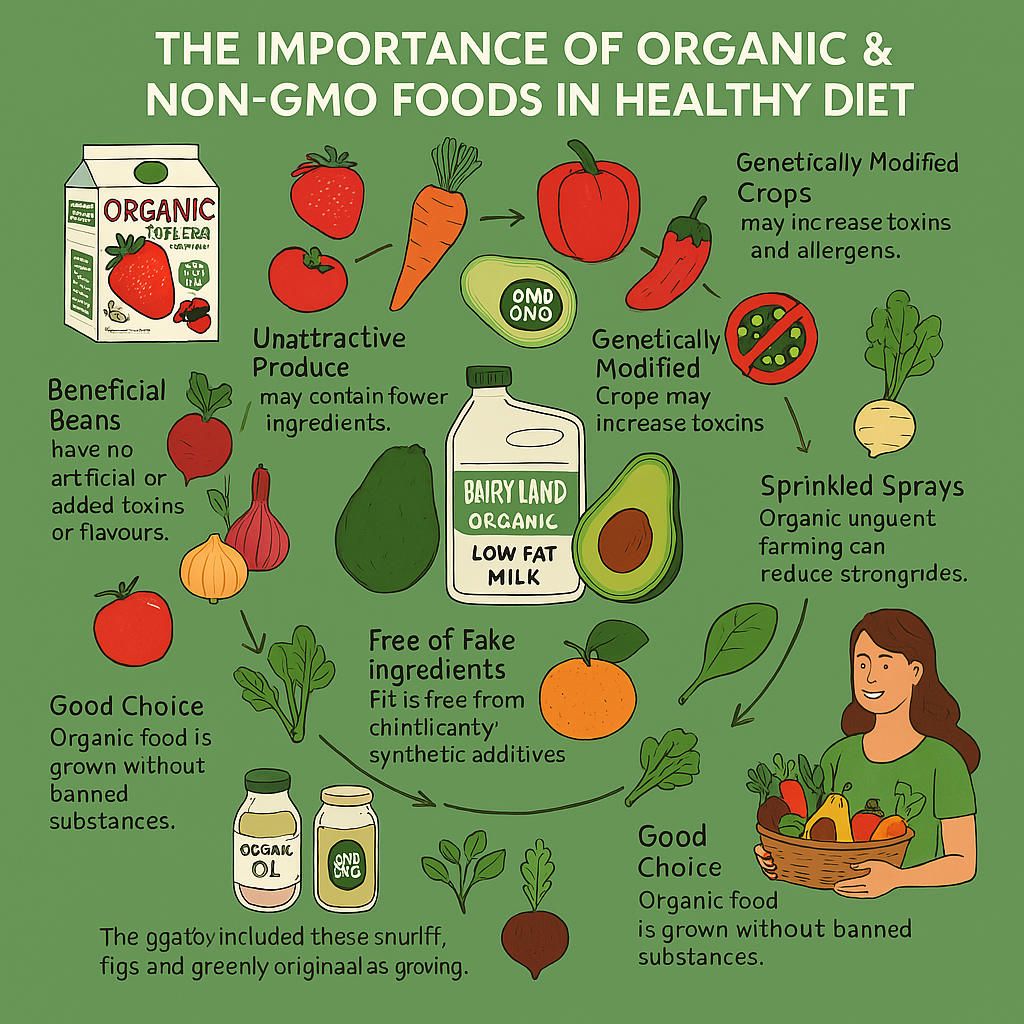 THE IMPORTANCE OF ORGANIC &
NON-GMO FOODS IN HEALTHY DIET
ORGANIC
Genetically Modified
Crops
may increase toxins
and allergens.
OMD
ONO
Unattractive
Produce
may contain fower
ingredients.
Genetically
Modified
Crope may
increase toxcins
Beneficial
Beans
have no
artficial or
added toxins
or flavours.
BAIRY LAND
ORGANIC
LOW FAT
MILK
Sprinkled Sprays
Organic unguent
farming can
reduce strongrides.
Free of Fake
ingredients
Fit is free from
chintlicanty'
synthetic additives
Good Choice
Organic food is
grown without
banned
substances.
OL
Good
Choice
Organic food
is grown without banned
substances.
The included these snurlff,
figs and greenly originaal as groving.